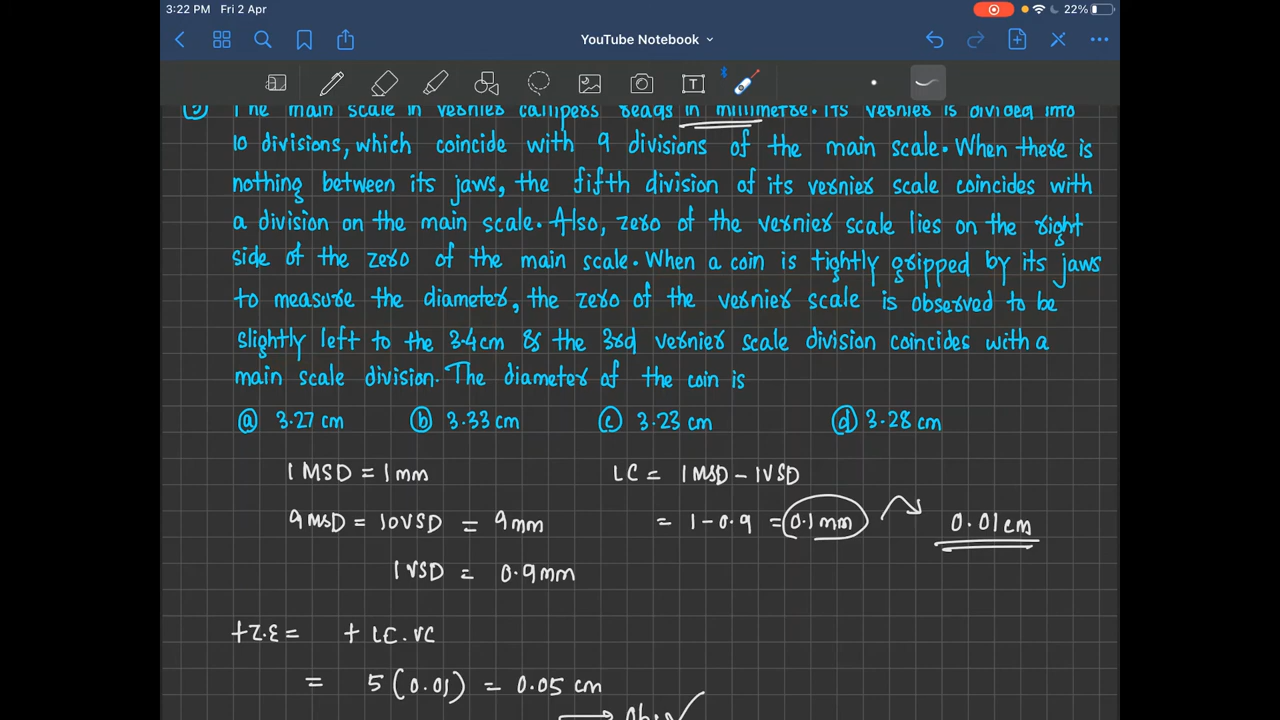 3:22 PM Fri 2 Apr
22%
YouTube Notebook
T
The main scale in vernier callipers reads in millimetre. Its vernier is divided into
10 divisions, which coincide with 9 divisions of the main scale. When there is
nothing between its jaws, the fifth division of its vernier scale coincides with
a division on the main scale. Also, zero of the vernier scale lies on the right
side of the zero of the main scale. When a coin is tightly gripped by its jaws
to measure the diameter, the zero of the vernier scale is observed to be
slightly left to the 3.4cm & the 3rd vernier scale division coincides with a
main scale division. The diameter of the coin is
(a) 3.27 cm (b) 3.33 cm (c) 3.23 cm (d) 3.28 cm
1 MSD = 1 mm LC = 1 MSD - 1 VSD
9 MSD = 10 VSD = 9 mm = 1 - 0.9 = 0.1 mm 0.01 cm
1 VSD = 0.9 mm
+Z.E = + LC. VC
= 5 (0.01) = 0.05 cm